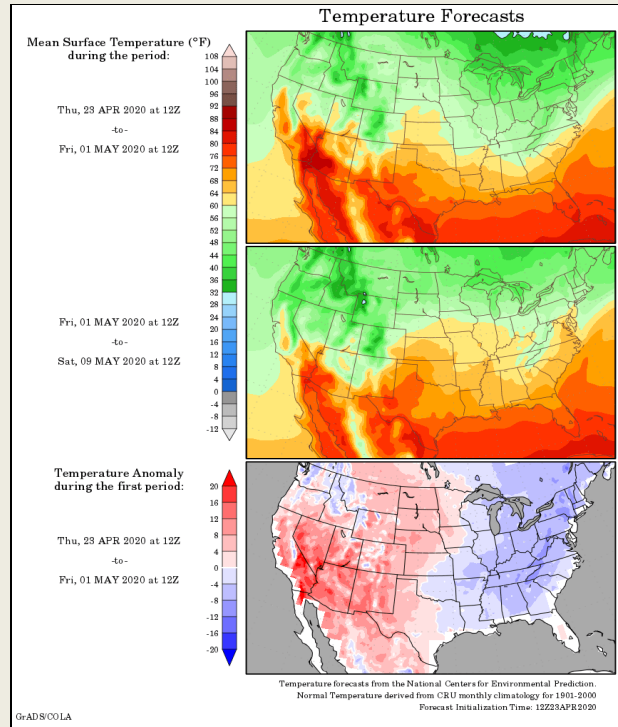 Temperature Forecasts
Mean Surface Temperature (°F)
during the period:
Thu, 23 APR 2020 at 12Z
-to-
Fri, 01 MAY 2020 at 12Z
108
104
100
96
92
88
84
80
76
72
68
64
60
56
52
48
44
40
36
32
28
24
20
16
12
8
4
0
-4
-8
-12
Fri, 01 MAY 2020 at 12Z
-to-
Sat, 09 MAY 2020 at 12Z
Temperature Anomaly
during the first period:
Thu, 23 APR 2020 at 12Z
-to-
Fri, 01 MAY 2020 at 12Z
20
16
12
8
4
0
-4
-8
-12
-16
-20
Temperature forecasts from the National Centers for Environmental Prediction.
Normal Temperature derived from CRU monthly climatology for 1901-2000
Forecast Initialization Time: 12Z23APR2020
GrADS/COLA